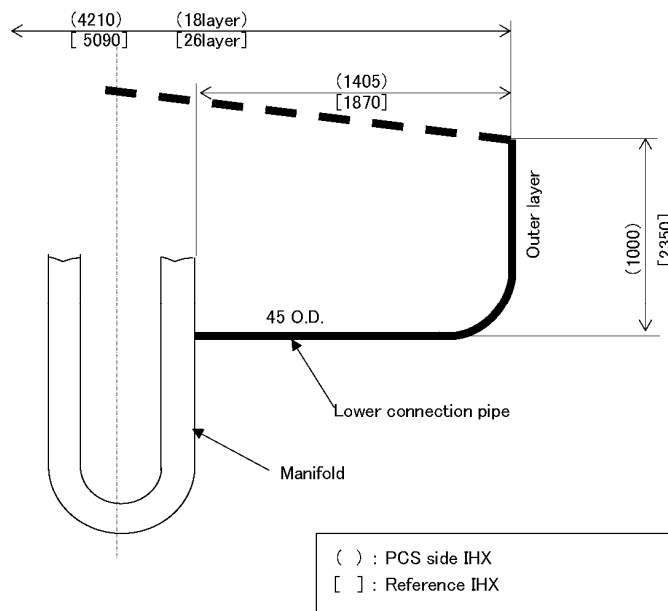 (4210) (18layer)
[ 5090] [26layer]
(1405)
[1870]
Outer layer
(1000)
[2350]
45 O.D.
Lower connection pipe
Manifold
( ) : PCS side IHX
[ ] : Reference IHX